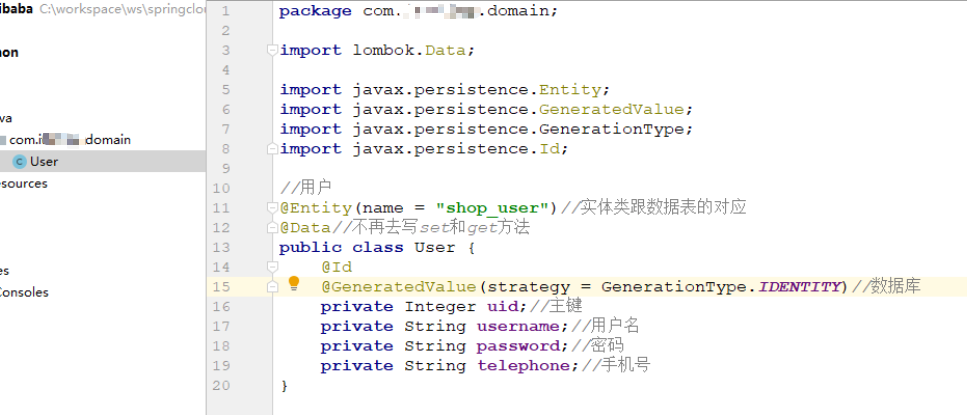 ibaba C:\workspace\ws\springclou
non
va
com.i domain
User
esources
es
Consoles
1 package com. .domain;
2
3 import lombok.Data;
4
5 import javax.persistence.Entity;
6 import javax.persistence.GeneratedValue;
7 import javax.persistence.GenerationType;
8 import javax.persistence.Id;
9
10 //用户
11 @Entity(name = "shop_user")//实体类跟数据表的对应
12 @Data//不再去写set和get方法
13 public class User {
14 @Id
15 @GeneratedValue(strategy = GenerationType.IDENTITY)//数据库
16 private Integer uid;//主键
17 private String username;//用户名
18 private String password;//密码
19 private String telephone;//手机号
20 }